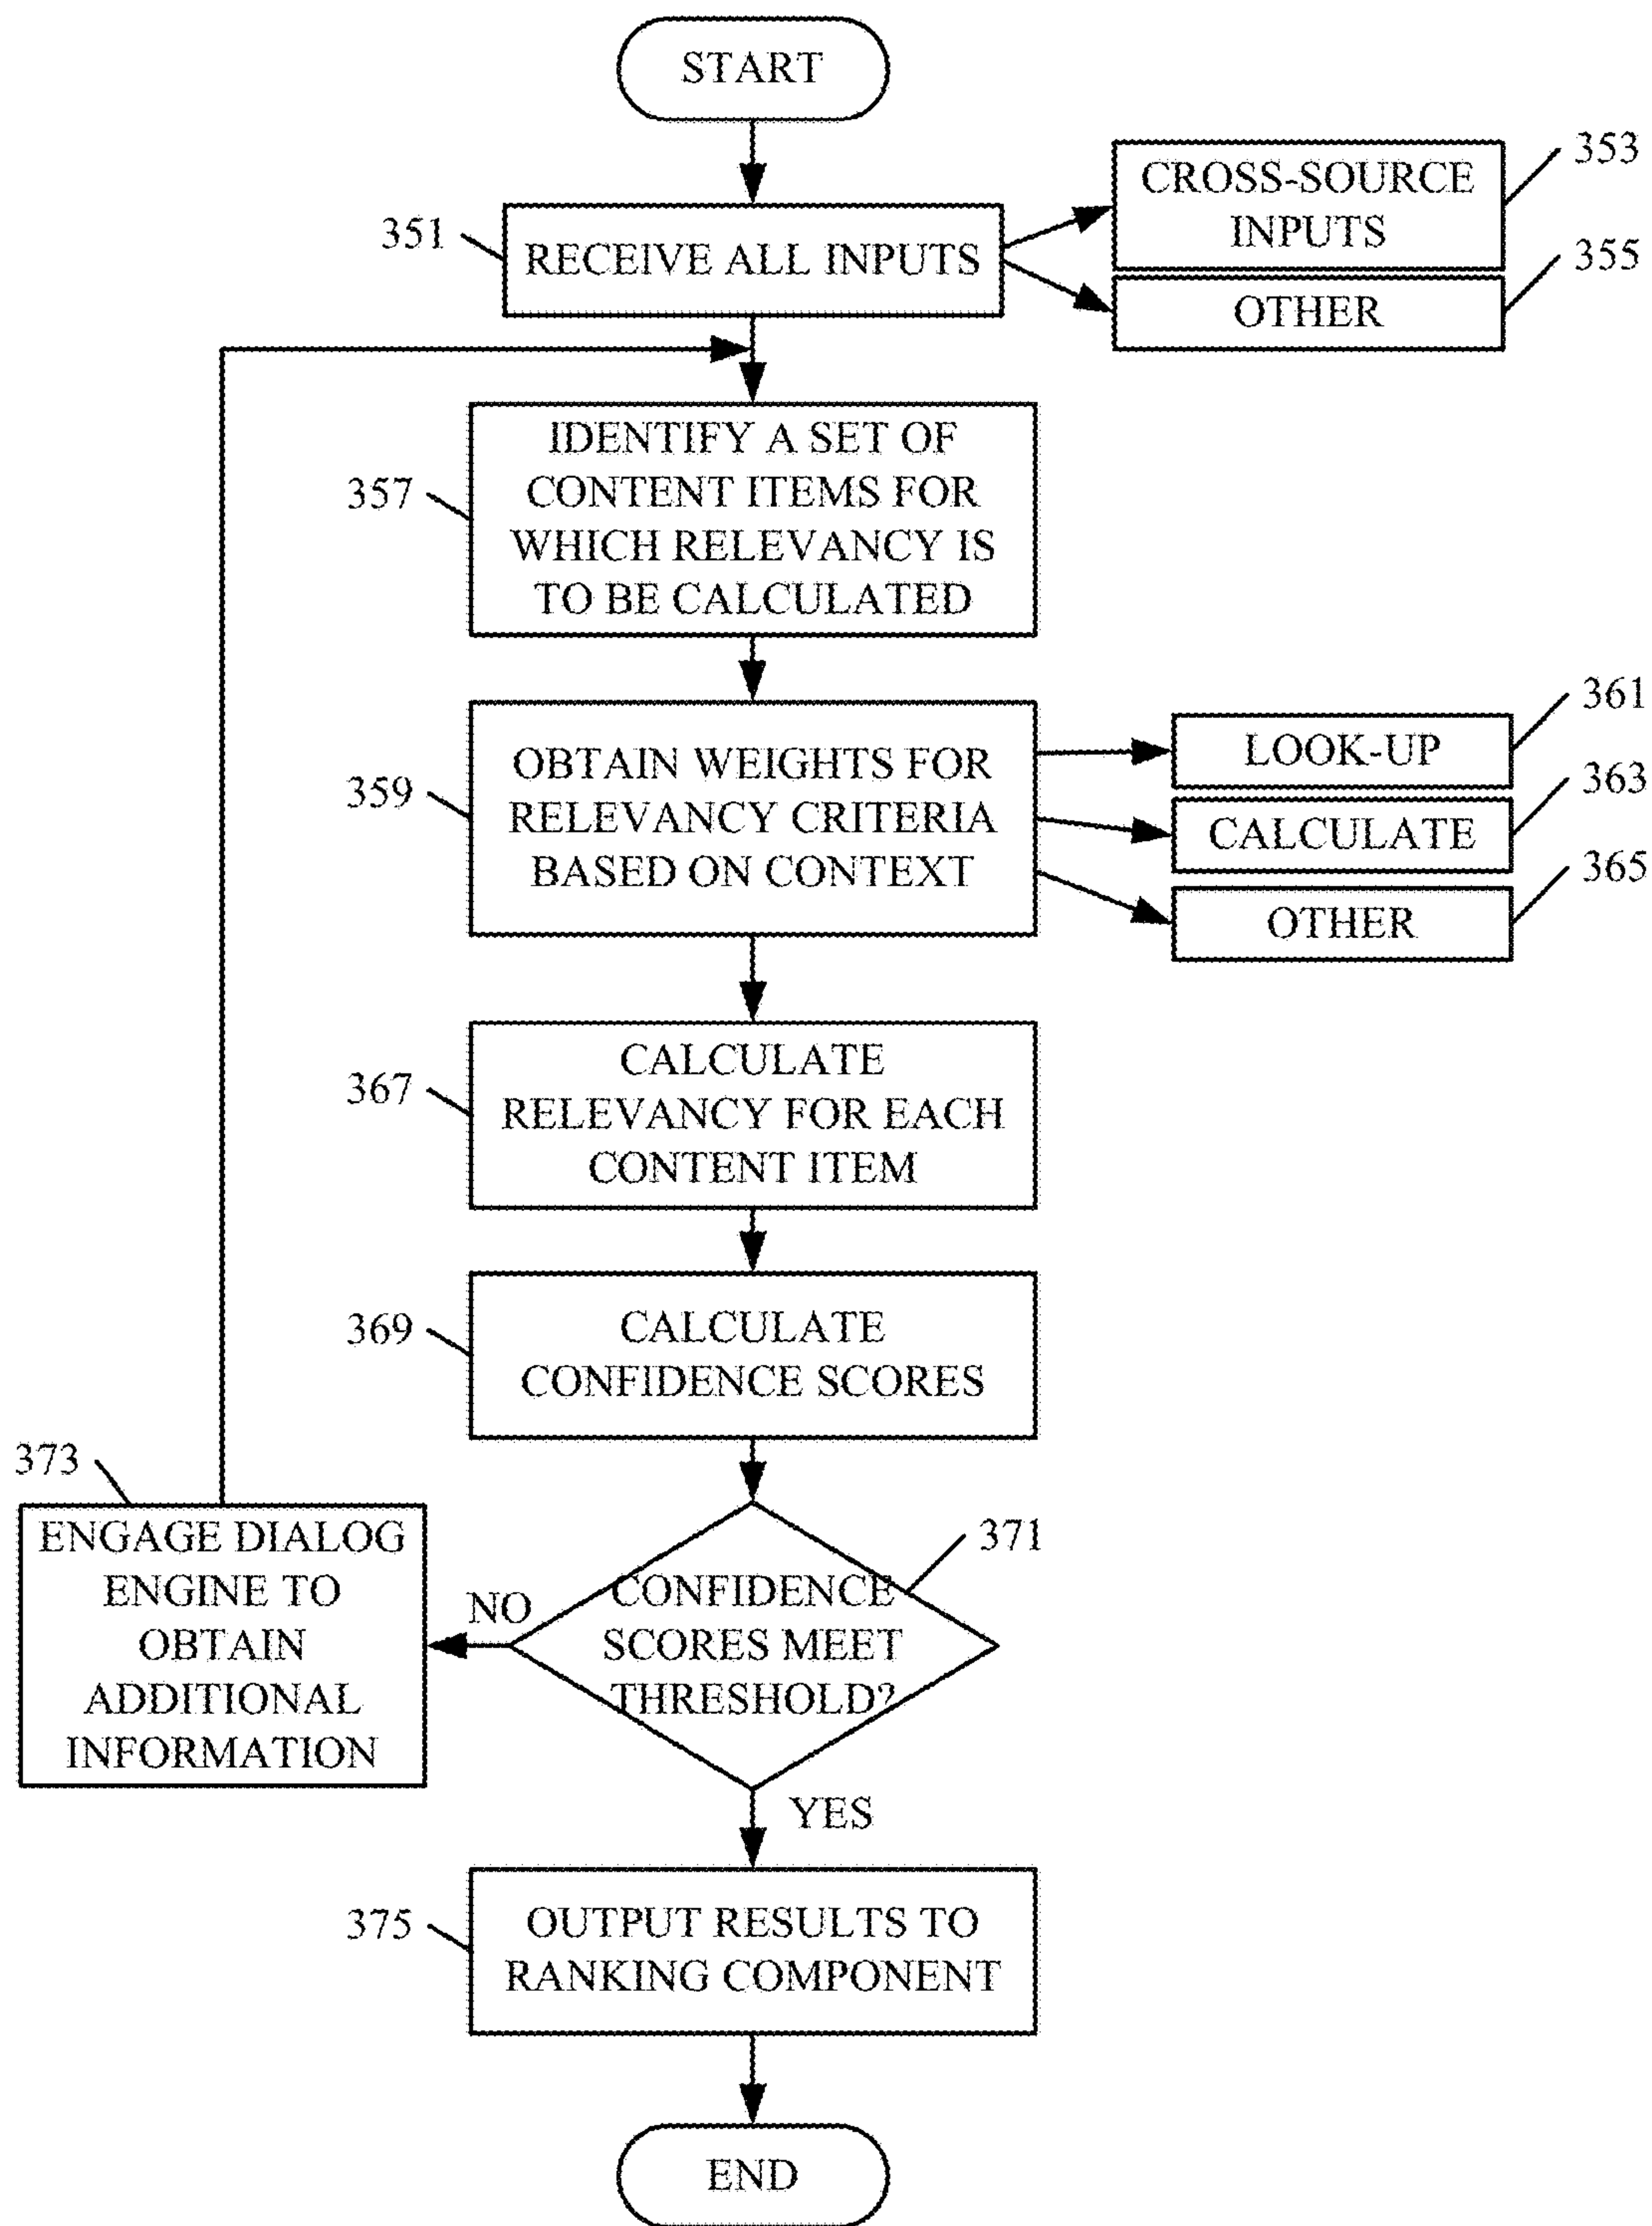 START
353
CROSS-SOURCE
INPUTS
351
RECEIVE ALL INPUTS
355
OTHER
357
IDENTIFY A SET OF
CONTENT ITEMS FOR
WHICH RELEVANCY IS
TO BE CALCULATED
359
OBTAIN WEIGHTS FOR
RELEVANCY CRITERIA
BASED ON CONTEXT
361
LOOK-UP
363
CALCULATE
365
OTHER
367
CALCULATE
RELEVANCY FOR EACH
CONTENT ITEM
369
CALCULATE
CONFIDENCE SCORES
373
ENGAGE DIALOG
ENGINE TO
OBTAIN
ADDITIONAL
INFORMATION
NO
371
CONFIDENCE
SCORES MEET
THRESHOLD?
YES
375
OUTPUT RESULTS TO
RANKING COMPONENT
END